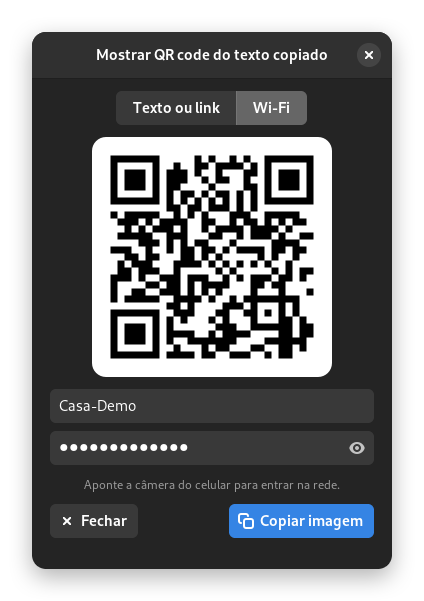 Mostrar QR code do texto copiado
Texto ou link
Wi-Fi
Casa-Demo
●●●●●●●●●●●●●
Aponte a câmera do celular para entrar na rede.
Fechar
Copiar imagem